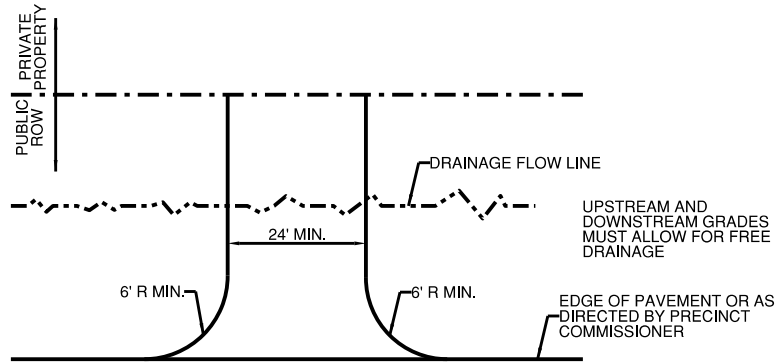 PRIVATE
PROPERTY
PUBLIC
ROW
DRAINAGE FLOW LINE
UPSTREAM AND
DOWNSTREAM GRADES
MUST ALLOW FOR FREE
DRAINAGE
24' MIN.
6' R MIN.
6' R MIN.
EDGE OF PAVEMENT OR AS
DIRECTED BY PRECINCT
COMMISSIONER